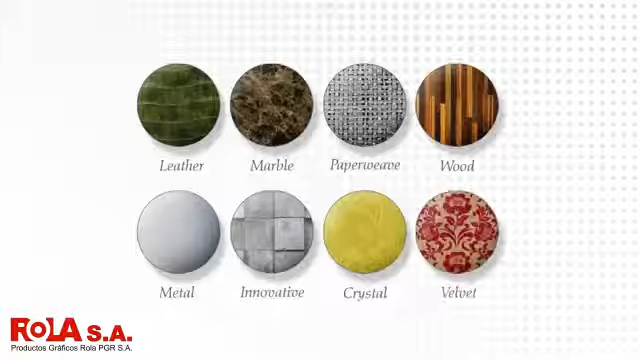 Leather Marble Paperweave Wood
Metal Innovative Crystal Velvet
ROLA S.A.
Productos Gráficos Rola PGR S.A.